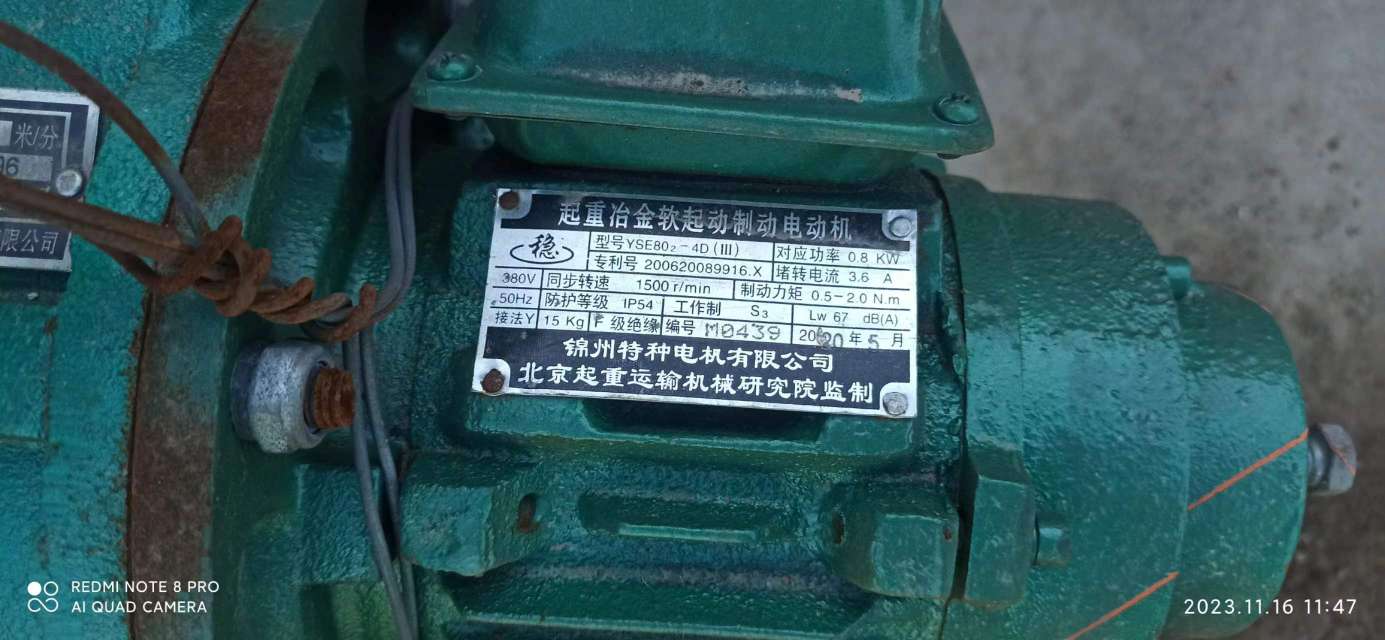 米/分
06
限公司
起重冶金软起动制动电动机
稳
型号 YSE80₂-4D (III)
对应功率 0.8 KW
专利号 200620089916.X
堵转电流 3.6 A
380V 同步转速 1500 r/min 制动力矩 0.5-2.0 N.m
50Hz 防护等级 IP54 工作制 S₃ Lw 67 dB(A)
接法Y 15 Kg F 级绝缘 编号 M0439 2020年5月
锦州特种电机有限公司
北京起重运输机械研究院监制
REDMI NOTE 8 PRO
AI QUAD CAMERA
2023.11.16 11:47